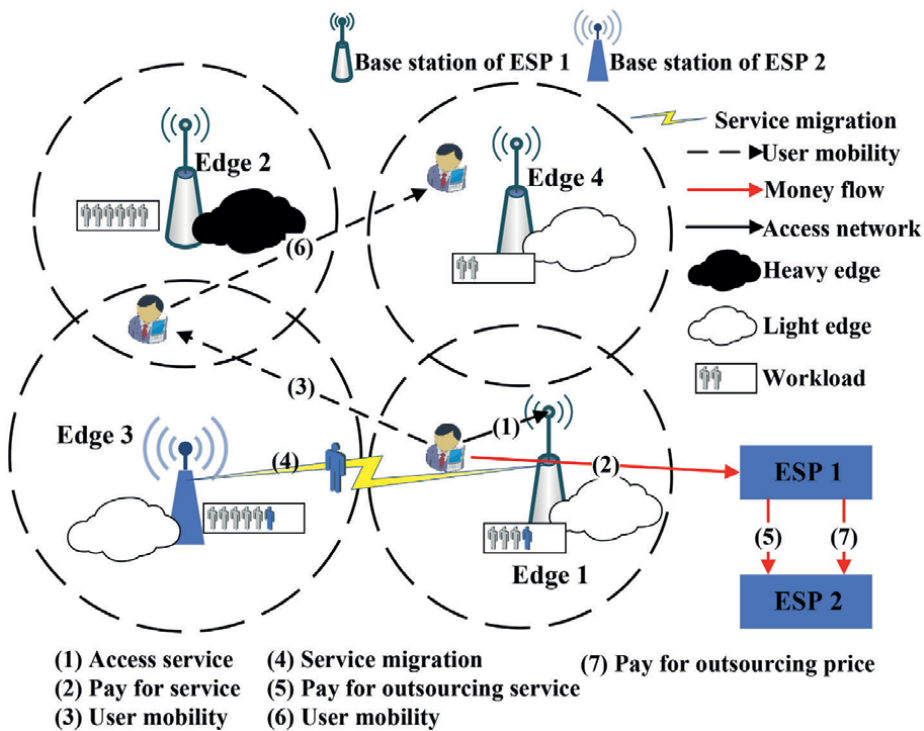 Base station of ESP 1
Base station of ESP 2
Service migration
User mobility
Money flow
Access network
Heavy edge
Light edge
Workload
Edge 2
Edge 4
(6)
(3)
Edge 3
(4)
(1)
(2)
Edge 1
ESP 1
(5)
(7)
ESP 2
(1) Access service
(2) Pay for service
(3) User mobility
(4) Service migration
(5) Pay for outsourcing service
(6) User mobility
(7) Pay for outsourcing price